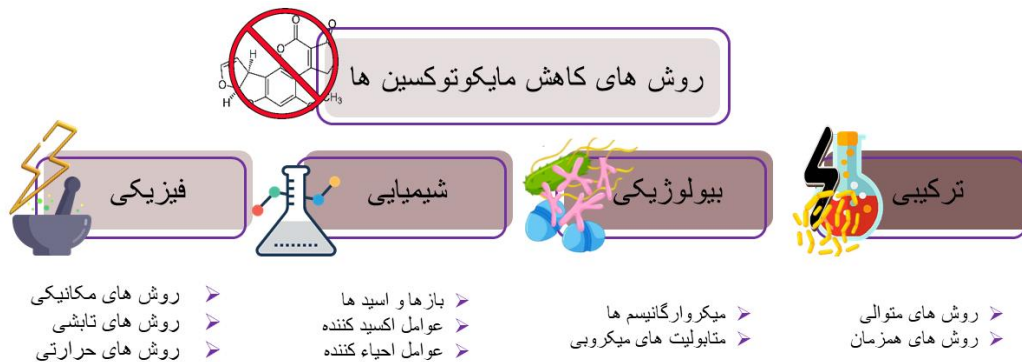 روش های کاهش مایکوتوکسین ها
O
O
H
O
O
H
CH₃
فیزیکی
شیمیایی
بیولوژیکی
ترکیبی
روش های مکانیکی
روش های تابشی
روش های حرارتی
بازها و اسید ها
عوامل اکسید کننده
عوامل احیاء کننده
میکروارگانیسم ها
متابولیت های میکروبی
روش های متوالی
روش های همزمان